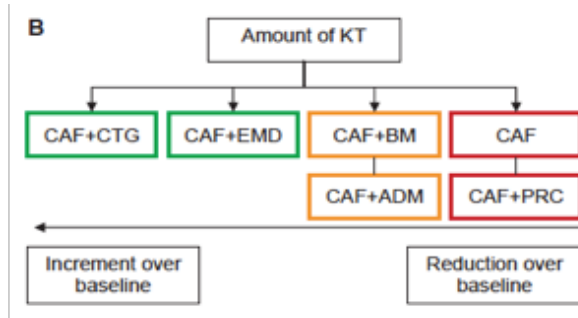 B
Amount of KT
CAF+CTG
CAF+EMD
CAF+BM
CAF
CAF+ADM
CAF+PRC
Increment over
baseline
Reduction over
baseline